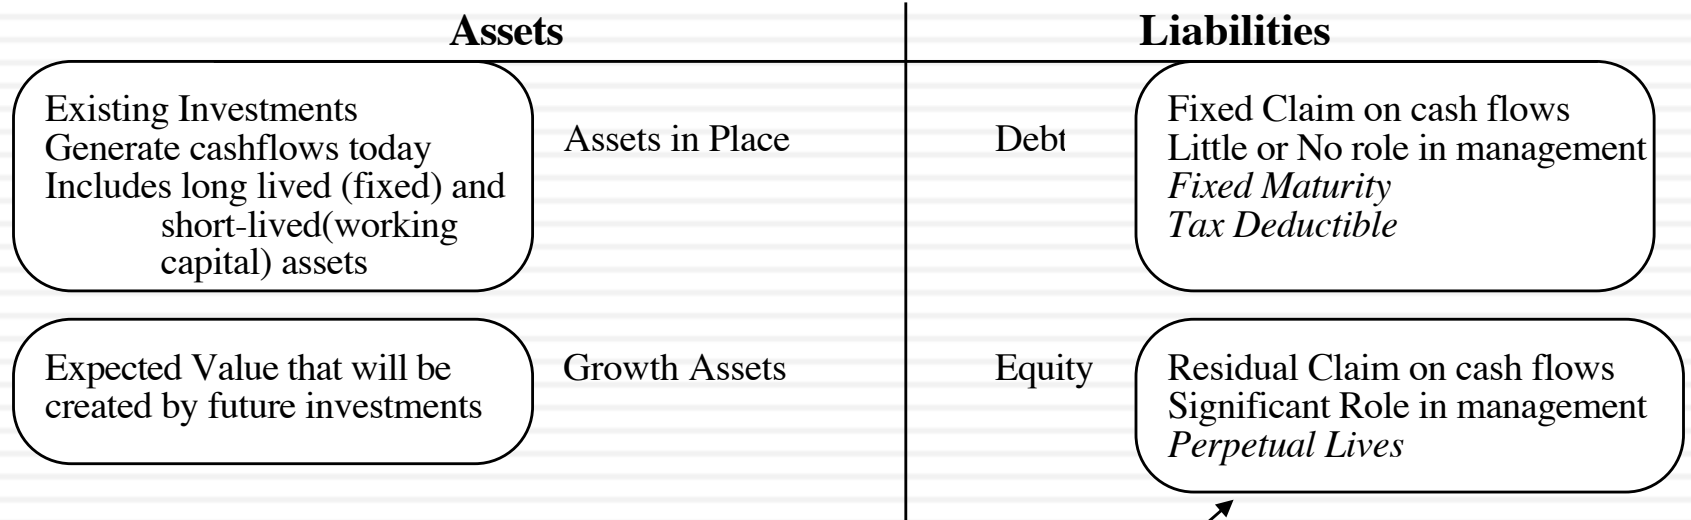 Assets
Liabilities
Existing Investments
Generate cashflows today
Includes long lived (fixed) and
short-lived(working
capital) assets
Assets in Place
Debt
Fixed Claim on cash flows
Little or No role in management
Fixed Maturity
Tax Deductible
Expected Value that will be
created by future investments
Growth Assets
Equity
Residual Claim on cash flows
Significant Role in management
Perpetual Lives